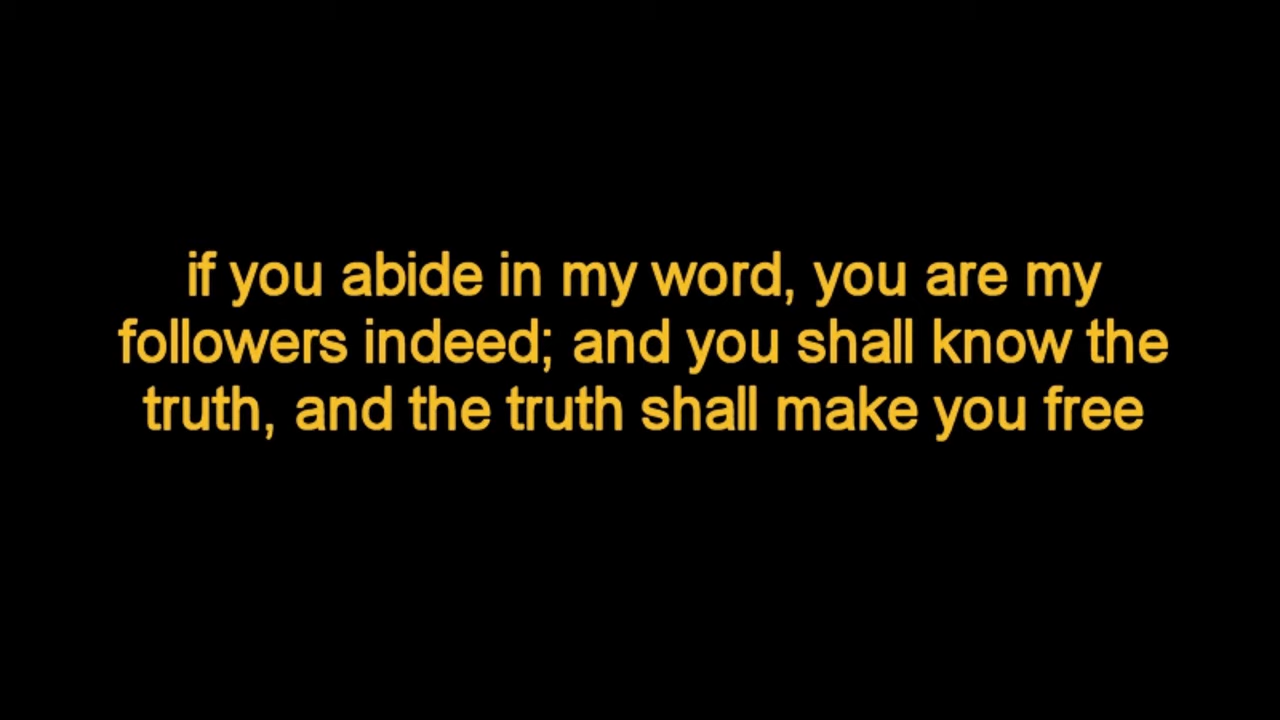 if you abide in my word, you are my
followers indeed; and you shall know the
truth, and the truth shall make you free